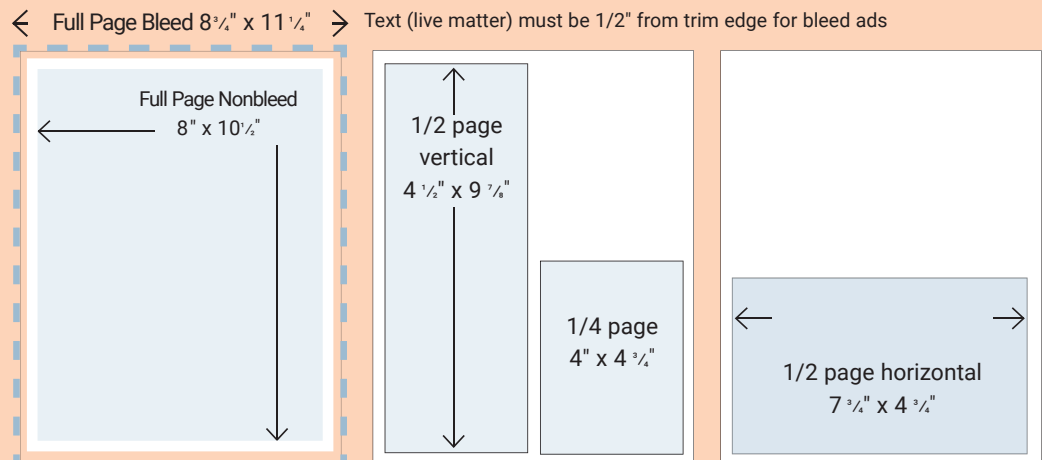 Full Page Bleed 8¾" x 11¼"
Text (live matter) must be 1/2" from trim edge for bleed ads
Full Page Nonbleed
8" x 10½"
1/2 page
vertical
4 ½" x 9 ⅞"
1/4 page
4" x 4 ¾"
1/2 page horizontal
7 ¾" x 4 ¾"